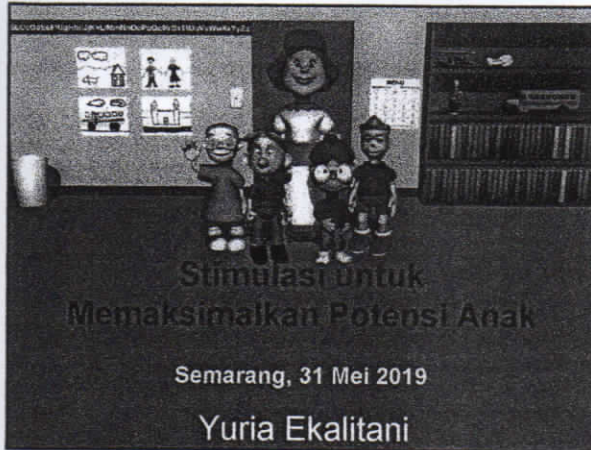 Stimulasi untuk
Memaksimalkan Potensi Anak
Semarang, 31 Mei 2019
Yuria Ekalitani